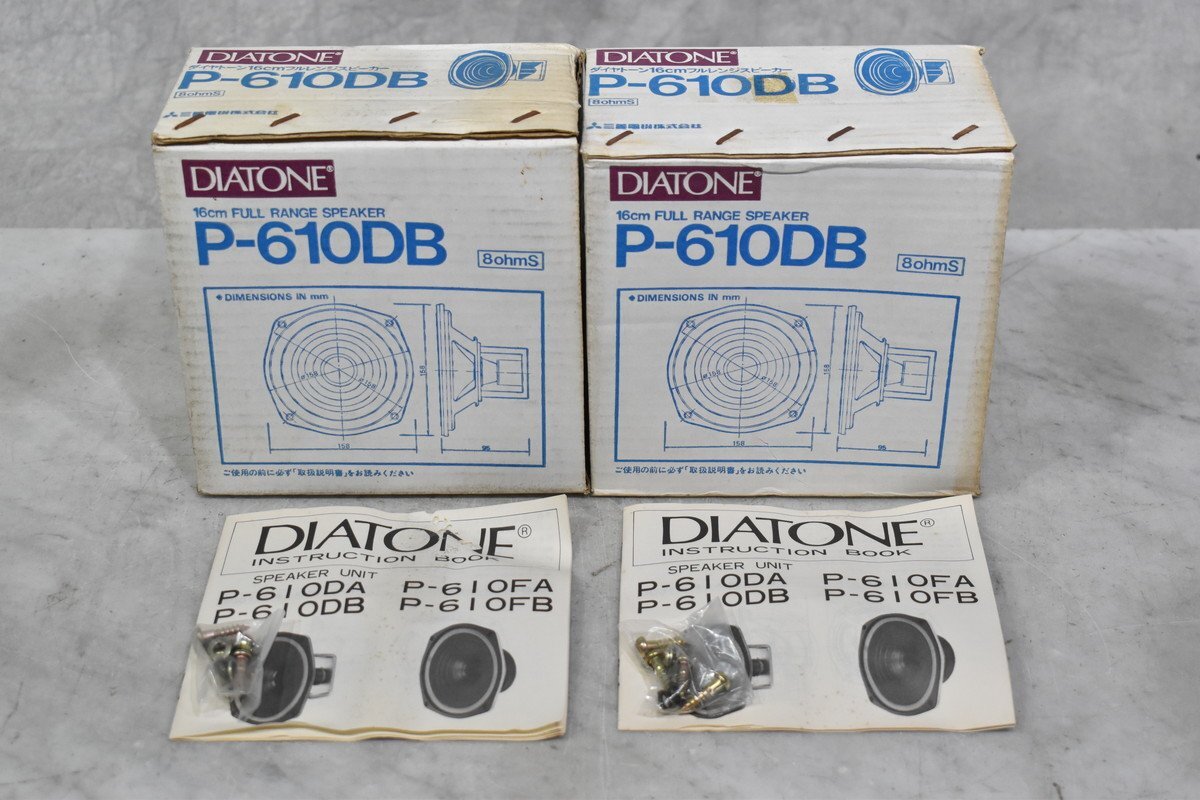 DIATONE®
ダイヤトーン16cmフルレンジスピーカー
P-610DB
8ohmS
三菱電機株式会社
DIATONE®
16cm FULL RANGE SPEAKER
P-610DB
8ohmS
DIMENSIONS IN mm
ø158
ø168
158
158
95
ご使用の前に必ず「取扱説明書」をお読みください
DIATONE®
ダイヤトーン16cmフルレンジスピーカー
P-610DB
8ohmS
三菱電機株式会社
DIATONE®
16cm FULL RANGE SPEAKER
P-610DB
8ohmS
DIMENSIONS IN mm
ø158
ø168
158
158
95
ご使用の前に必ず「取扱説明書」をお読みください
DIATONE®
INSTRUCTION BOOK
SPEAKER UNIT
P-610DA P-610FA
P-610DB P-610FB
DIATONE®
INSTRUCTION BOOK
SPEAKER UNIT
P-610DA P-610FA
P-610DB P-610FB